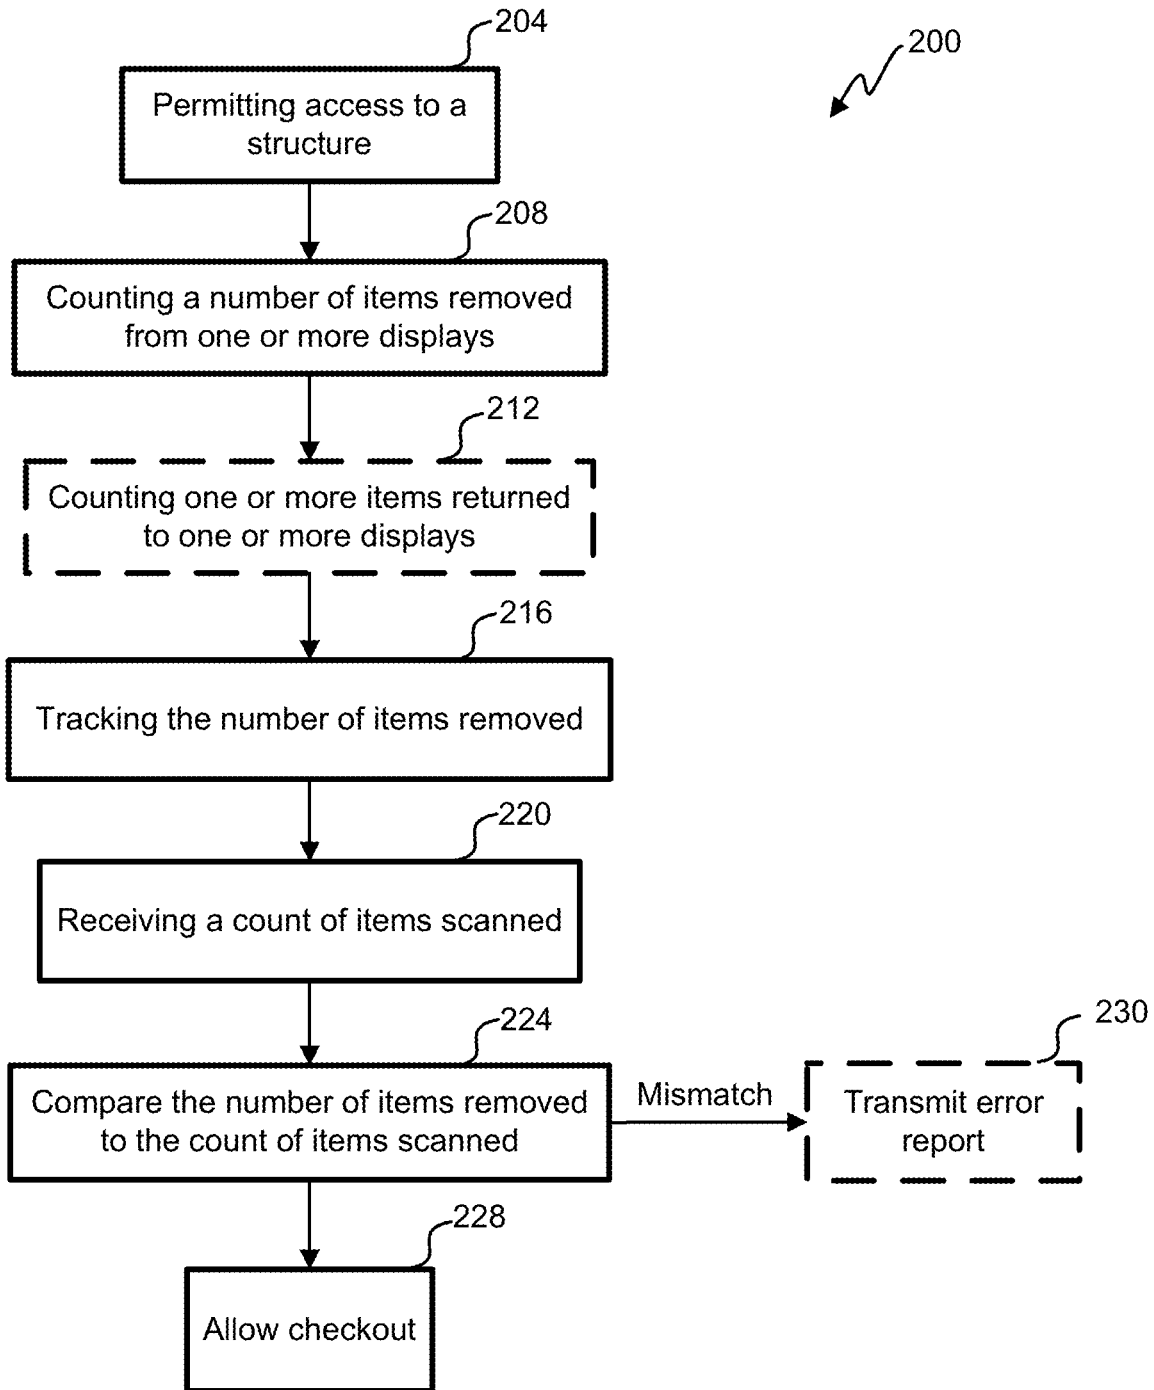 204
200
Permitting access to a
structure
208
Counting a number of items removed
from one or more displays
212
Counting one or more items returned
to one or more displays
216
Tracking the number of items removed
220
Receiving a count of items scanned
224
230
Compare the number of items removed
to the count of items scanned
Mismatch
Transmit error
report
228
Allow checkout